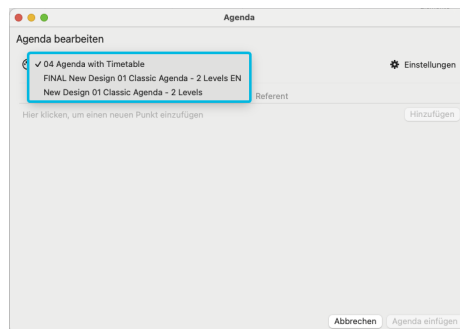 Agenda
Agenda bearbeiten
✓ 04 Agenda with Timetable
Einstellungen
FINAL New Design 01 Classic Agenda - 2 Levels EN
New Design 01 Classic Agenda - 2 Levels
Referent
Hier klicken, um einen neuen Punkt einzufügen
Hinzufügen
Abbrechen
Agenda einfügen